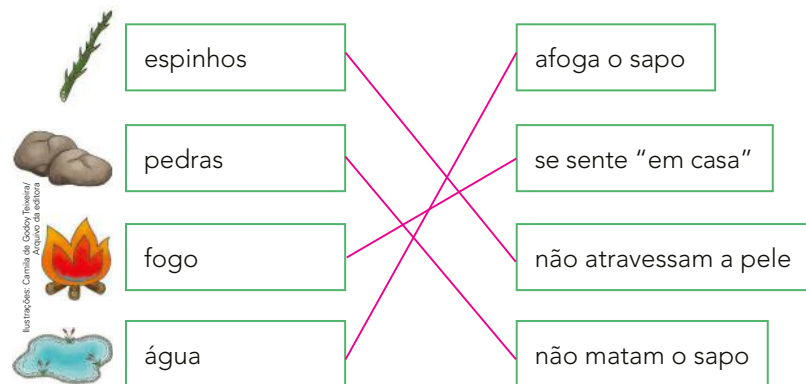 espinhos
afoga o sapo
pedras
se sente “em casa”
fogo
não atravessam a pele
água
não matam o sapo
Ilustrações: Camila de Godoy Teixeira/
Arquivo da editora